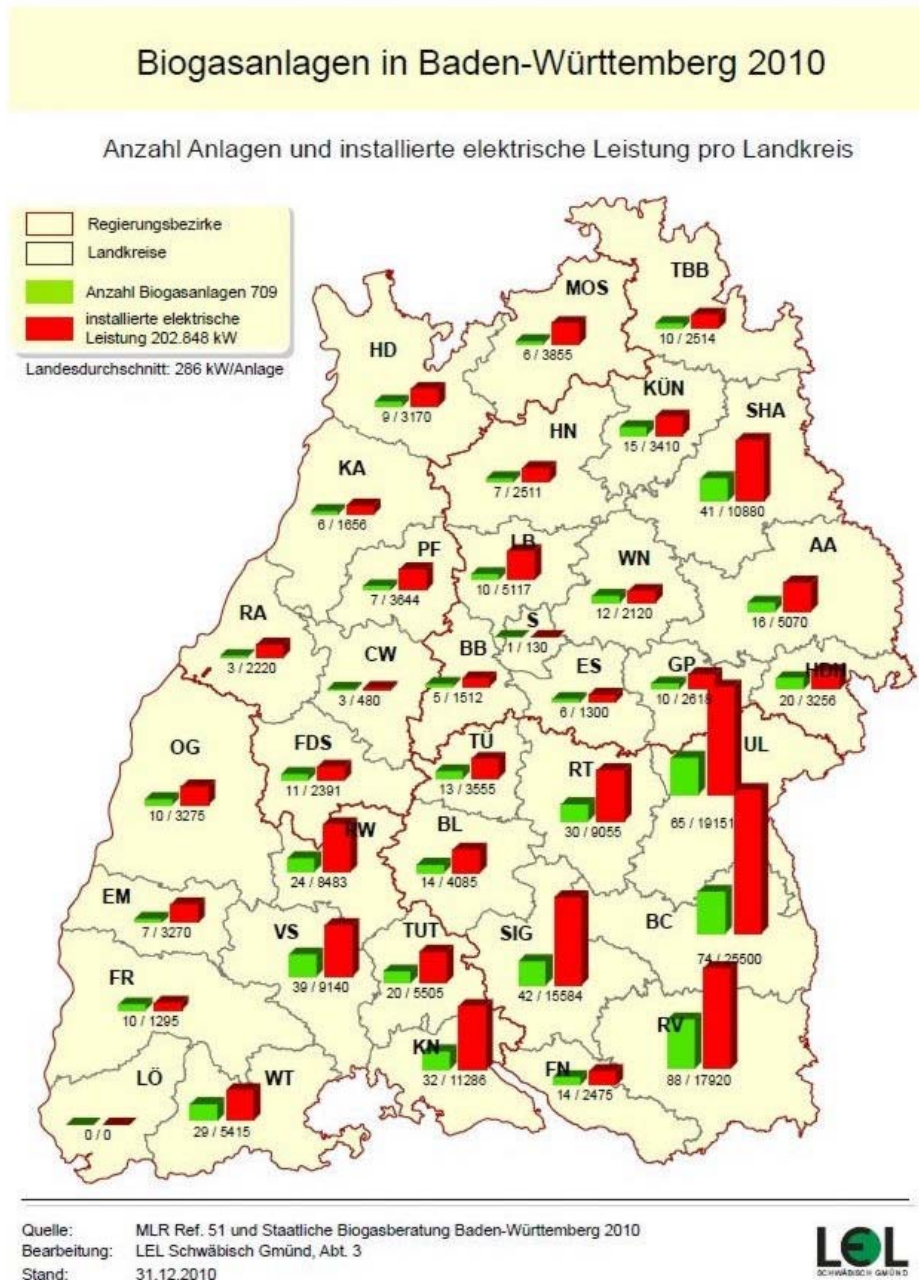 Biogasanlagen in Baden-Württemberg 2010
Anzahl Anlagen und installierte elektrische Leistung pro Landkreis
Regierungsbezirke
Landkreise
Anzahl Biogasanlagen 709
installierte elektrische
Leistung 202.848 kW
Landesdurchschnitt: 286 kW/Anlage
TBB
10 / 2514
MOS
6 / 3855
HD
9 / 3170
KÜN
15 / 3410
SHA
41 / 10880
HN
7 / 2511
KA
6 / 1656
PF
7 / 3644
LB
10 / 5117
WN
12 / 2120
AA
16 / 5070
RA
3 / 2220
CW
3 / 480
BB
5 / 1512
S
1 / 130
ES
6 / 1300
GP
10 / 2618
HDH
20 / 3256
OG
10 / 3275
FDS
11 / 2391
TÜ
13 / 3555
RT
30 / 9055
UL
65 / 19151
RW
24 / 8483
BL
14 / 4085
EM
7 / 3270
VS
39 / 9140
TUT
20 / 5505
SIG
42 / 15584
BC
74 / 25500
FR
10 / 1295
LÖ
0 / 0
WT
29 / 5415
KN
32 / 11286
FN
14 / 2475
RV
88 / 17920
Quelle: MLR Ref. 51 und Staatliche Biogasberatung Baden-Württemberg 2010
Bearbeitung: LEL Schwäbisch Gmünd, Abt. 3
Stand: 31.12.2010
LEL
SCHWÄBISCH GMÜND